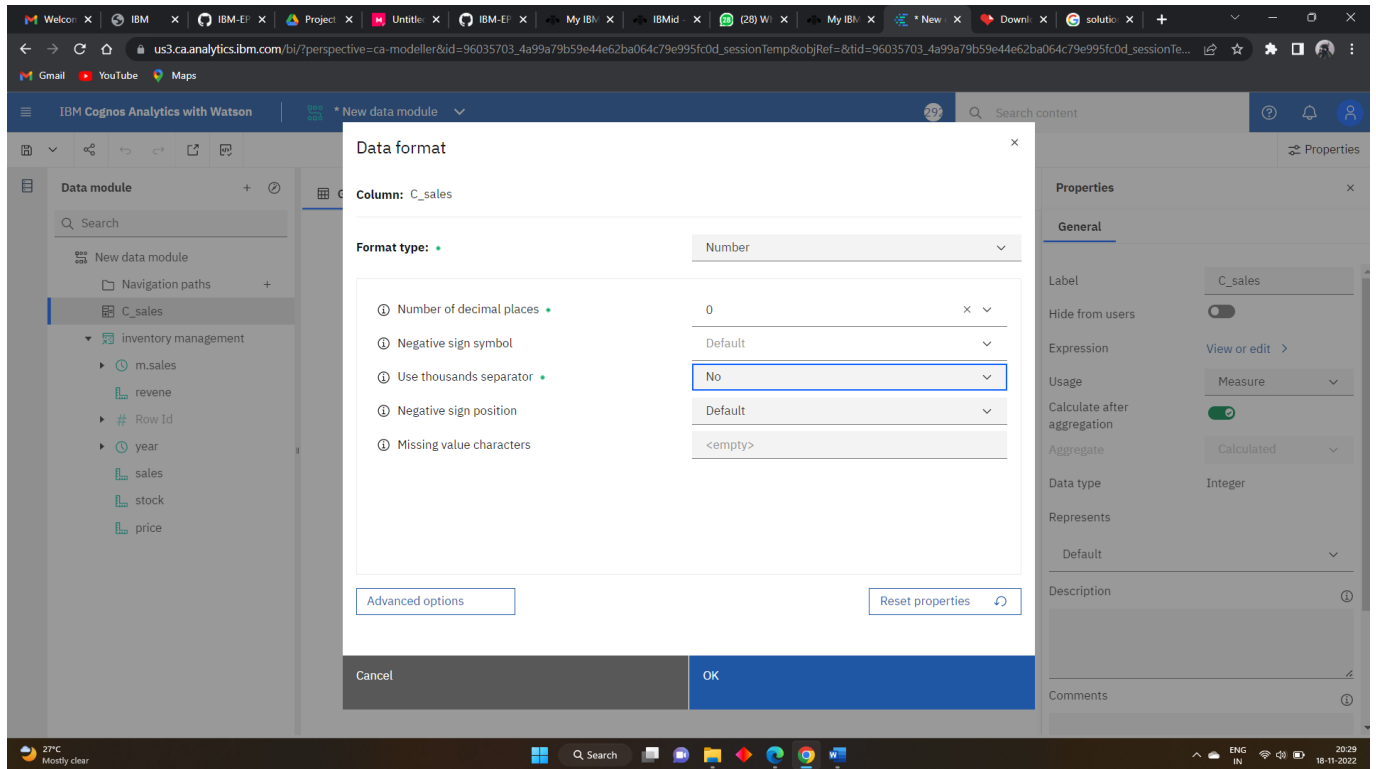 Welcon IBM IBM-EP Project Untitlec IBM-EP My IBM IBMid - (28) WI My IBM * New Downlo solutio
us3.ca.analytics.ibm.com/bi/?perspective=ca-modeller&id=96035703_4a99a79b59e44e62ba064c79e995fc0d_sessionTemp&objRef=&tid=96035703_4a99a79b59e44e62ba064c79e995fc0d_sessionTe...
Gmail YouTube Maps
IBM Cognos Analytics with Watson * New data module Search content
Properties
Data module
Search
New data module
Navigation paths
C_sales
inventory management
m.sales
revene
Row Id
year
sales
stock
price
Data format
Column: C_sales
Format type: Number
Number of decimal places 0
Negative sign symbol Default
Use thousands separator No
Negative sign position Default
Missing value characters <empty>
Advanced options Reset properties
Cancel OK
Properties
General
Label C_sales
Hide from users
Expression View or edit
Usage Measure
Calculate after
aggregation
Aggregate Calculated
Data type Integer
Represents
Default
Description
Comments
27°C
Mostly clear
Search
ENG
IN
20:29
18-11-2022